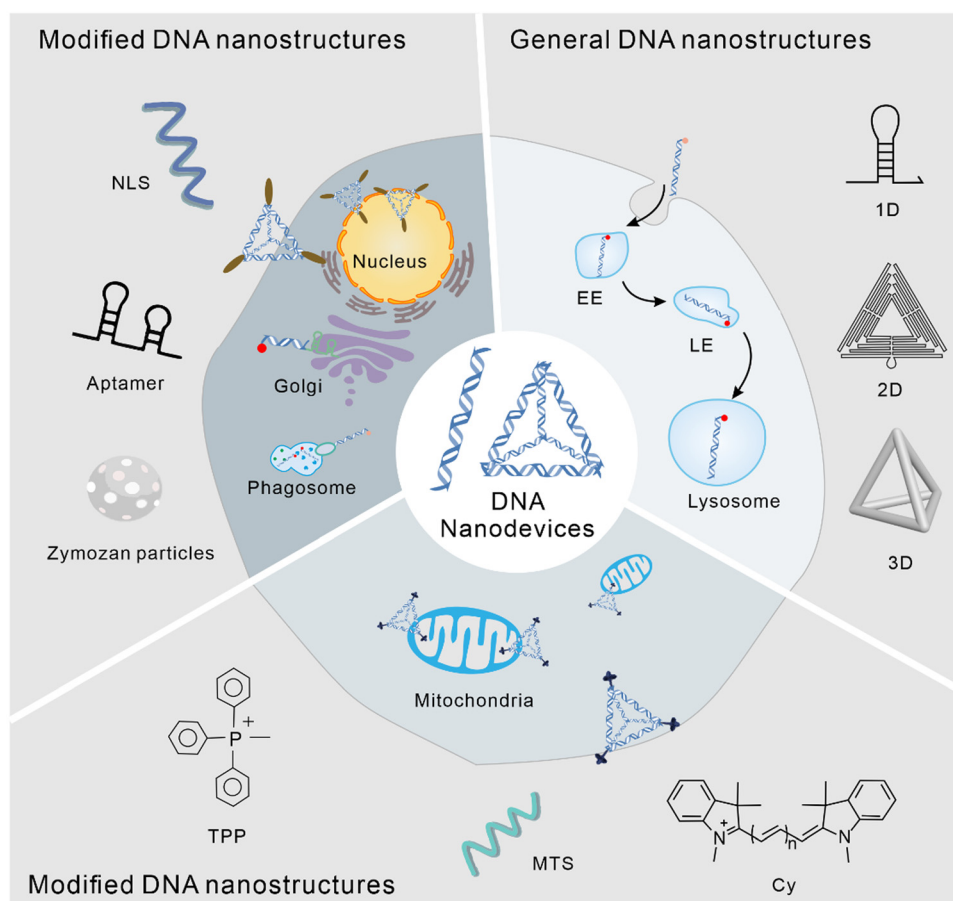 Modified DNA nanostructures
General DNA nanostructures
NLS
Nucleus
1D
EE
LE
Aptamer
Golgi
2D
Phagosome
Lysosome
DNA
Nanodevices
Zymozan particles
3D
Mitochondria
P
+
TPP
MTS
N
+
n
N
Cy
Modified DNA nanostructures